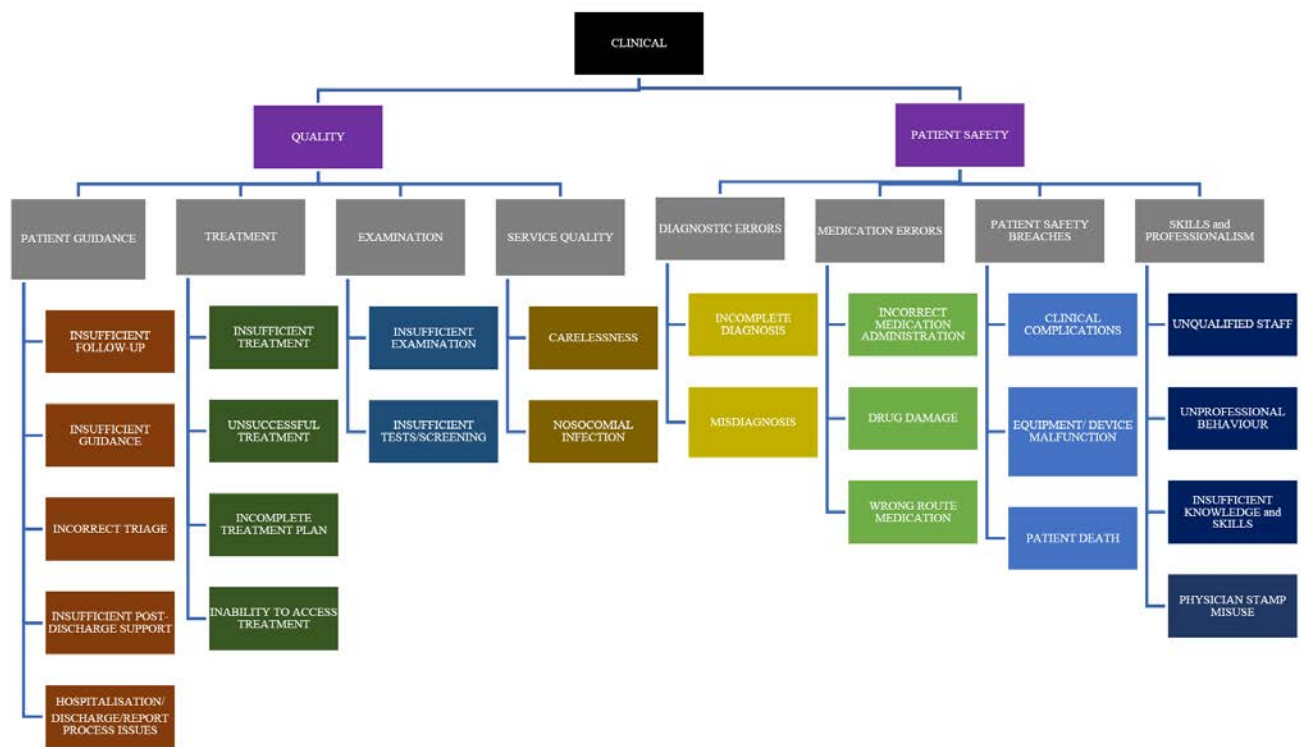 CLINICAL
QUALITY
PATIENT SAFETY
PATIENT GUIDANCE
TREATMENT
EXAMINATION
SERVICE QUALITY
DIAGNOSTIC ERRORS
MEDICATION ERRORS
PATIENT SAFETY
BREACHES
SKILLS and
PROFESSIONALISM
INSUFFICIENT
FOLLOW-UP
INSUFFICIENT
GUIDANCE
INCORRECT TRIAGE
INSUFFICIENT POST-
DISCHARGE SUPPORT
HOSPITALISATION/
DISCHARGE/REPORT
PROCESS ISSUES
INSUFFICIENT
TREATMENT
UNSUCCESSFUL
TREATMENT
INCOMPLETE
TREATMENT PLAN
INABILITY TO ACCESS
TREATMENT
INSUFFICIENT
EXAMINATION
INSUFFICIENT
TESTS/SCREENING
CARELESSNESS
NOSOCOMIAL
INFECTION
INCOMPLETE
DIAGNOSIS
MISDIAGNOSIS
INCORRECT
MEDICATION
ADMINISTRATION
DRUG DAMAGE
WRONG ROUTE
MEDICATION
CLINICAL
COMPLICATIONS
EQUIPMENT/ DEVICE
MALFUNCTION
PATIENT DEATH
UNQUALIFIED STAFF
UNPROFESSIONAL
BEHAVIOUR
INSUFFICIENT
KNOWLEDGE and
SKILLS
PHYSICIAN STAMP
MISUSE